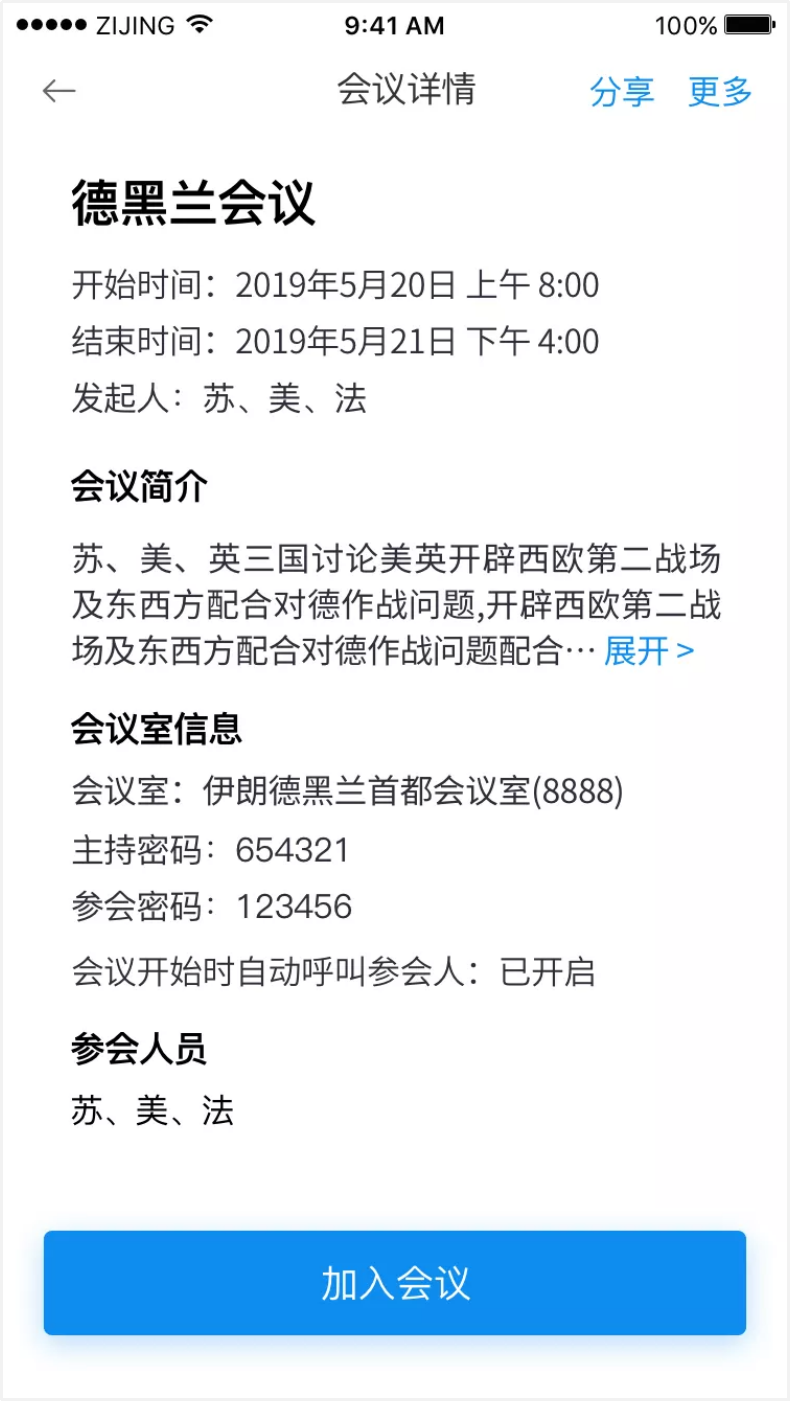 ZIJING 9:41 AM 100%
← 会议详情 分享 更多
德黑兰会议
开始时间：2019年5月20日 上午 8:00
结束时间：2019年5月21日 下午 4:00
发起人：苏、美、法
会议简介
苏、美、英三国讨论美英开辟西欧第二战场
及东西方配合对德作战问题,开辟西欧第二战
场及东西方配合对德作战问题配合… 展开 >
会议室信息
会议室：伊朗德黑兰首都会议室(8888)
主持密码：654321
参会密码：123456
会议开始时自动呼叫参会人：已开启
参会人员
苏、美、法
加入会议